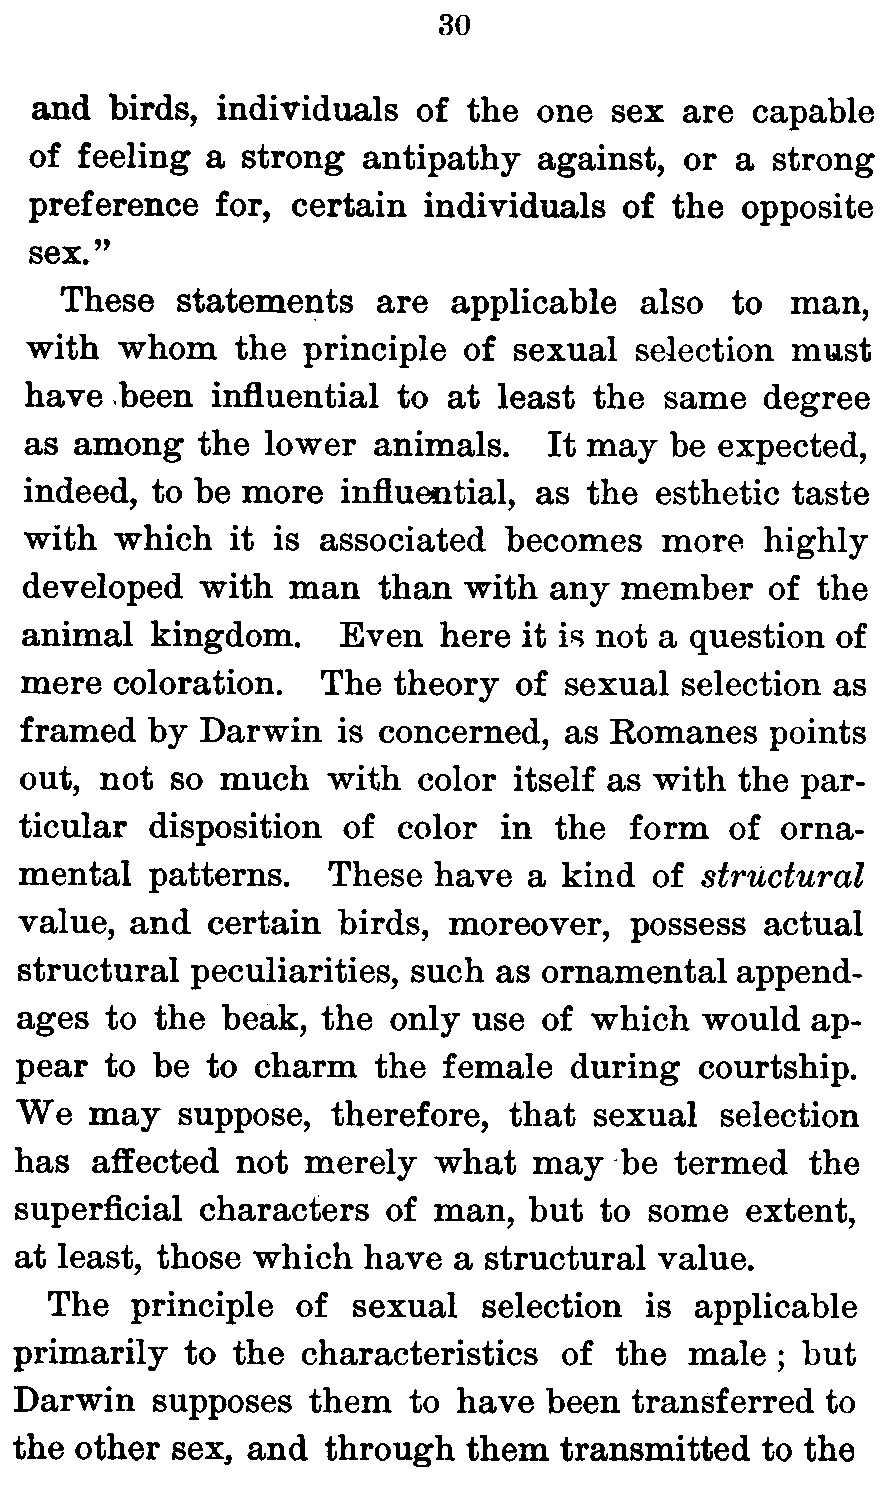 30
and birds, individuals of the one sex are capable
of feeling a strong antipathy against, or a strong
preference for, certain individuals of the opposite
sex.”
These statements are applicable also to man,
with whom the principle of sexual selection must
have been influential to at least the same degree
as among the lower animals. It may be expected,
indeed, to be more influential, as the esthetic taste
with which it is associated becomes more highly
developed with man than with any member of the
animal kingdom. Even here it is not a question of
mere coloration. The theory of sexual selection as
framed by Darwin is concerned, as Romanes points
out, not so much with color itself as with the par-
ticular disposition of color in the form of orna-
mental patterns. These have a kind of structural
value, and certain birds, moreover, possess actual
structural peculiarities, such as ornamental append-
ages to the beak, the only use of which would ap-
pear to be to charm the female during courtship.
We may suppose, therefore, that sexual selection
has affected not merely what may be termed the
superficial characters of man, but to some extent,
at least, those which have a structural value.
The principle of sexual selection is applicable
primarily to the characteristics of the male ; but
Darwin supposes them to have been transferred to
the other sex, and through them transmitted to the